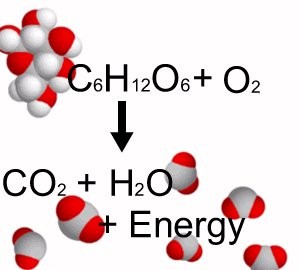 C₆H₁₂O₆ + O₂
CO₂ + H₂O
+ Energy